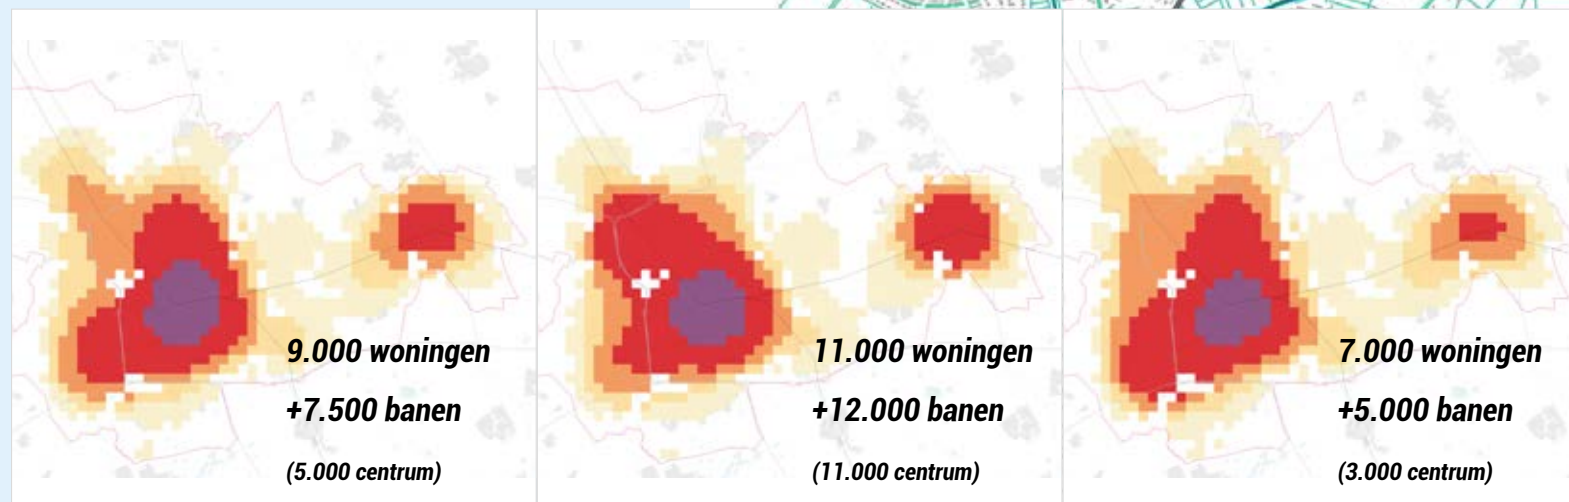 9.000 woningen
+7.500 banen
(5.000 centrum)
11.000 woningen
+12.000 banen
(11.000 centrum)
7.000 woningen
+5.000 banen
(3.000 centrum)